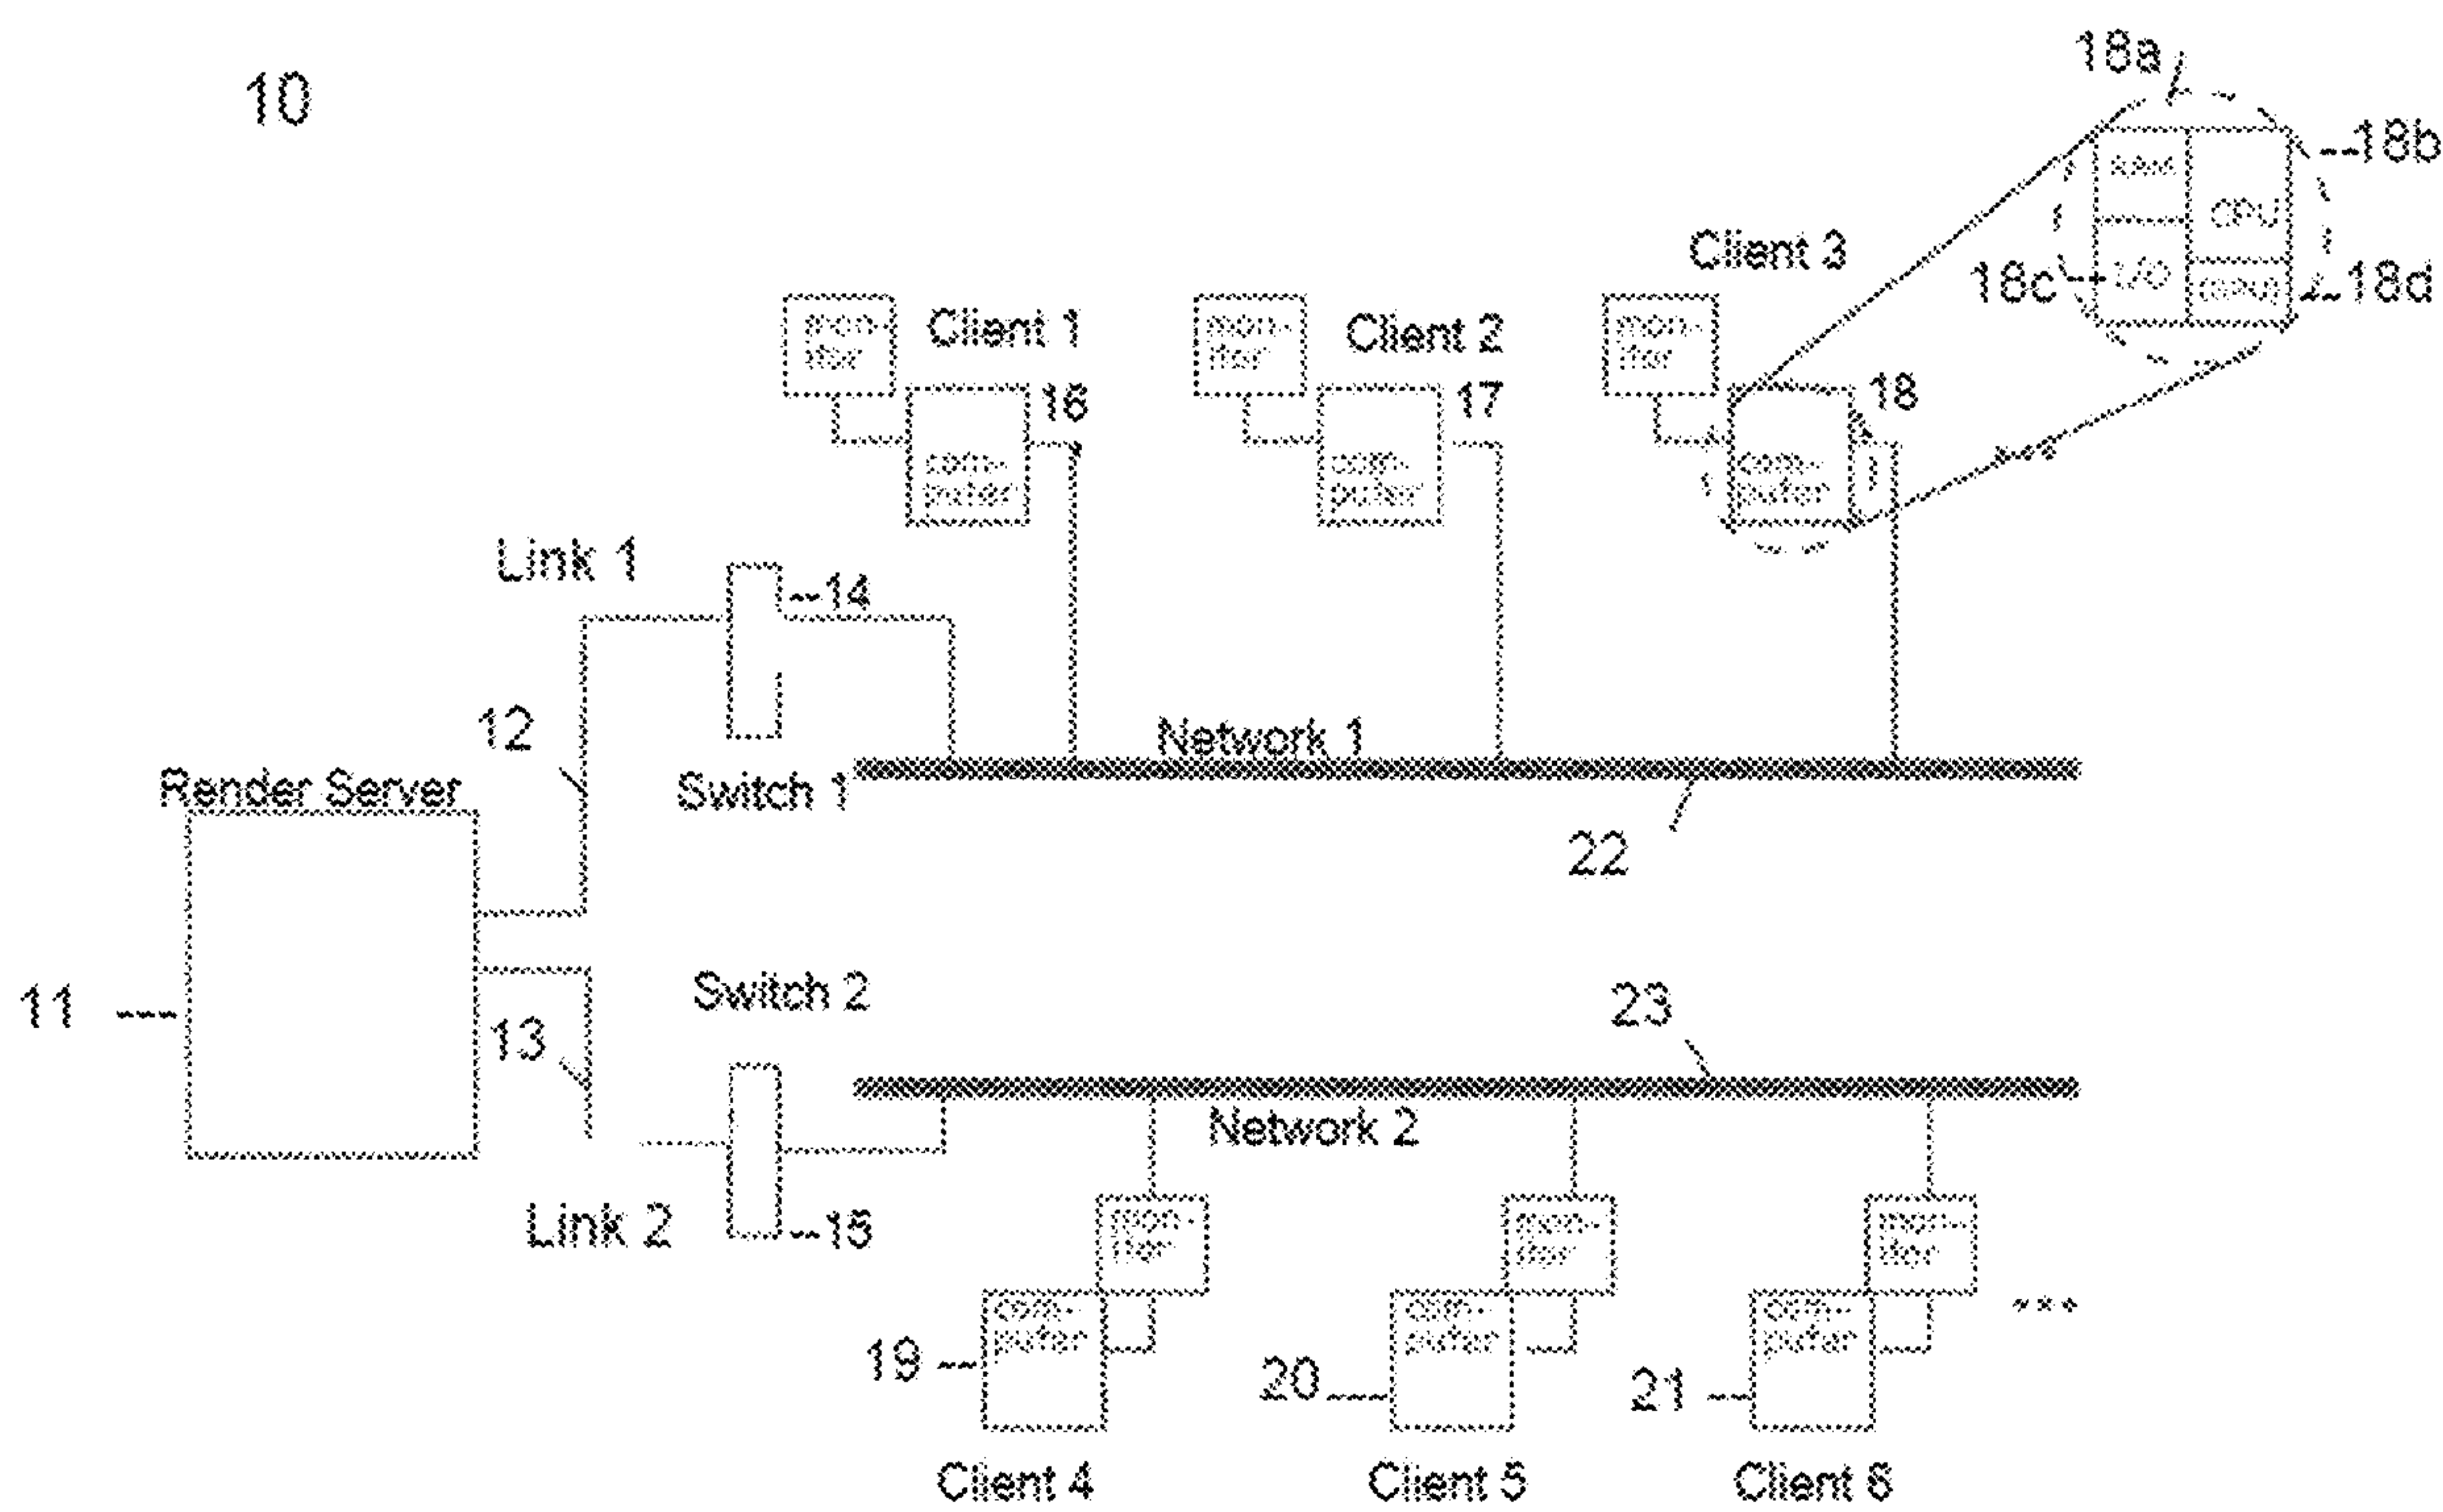 10
18a
18b
RAM
CPU
18c
I/O
(GPU)
18d
Client 3
Client 1
Client 2
mon-
itor
mon-
itor
mon-
itor
16
17
18
com-
puter
com-
puter
com-
puter
Link 1
14
12
Network 1
Render Server
Switch 1
22
Switch 2
11
13
23
Network 2
Link 2
15
mon-
itor
mon-
itor
mon-
itor
com-
puter
com-
puter
com-
puter
19
20
21
Client 4
Client 5
Client 6